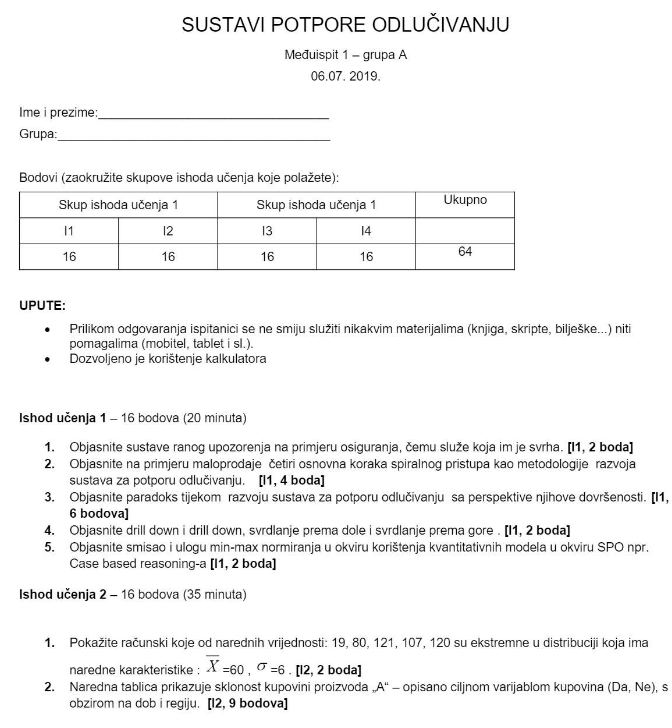 SUSTAVI POTPORE ODLUČIVANJU
Međuispit 1 – grupa A
06.07. 2019.
Ime i prezime:
Grupa:
Bodovi (zaokružite skupove ishoda učenja koje polažete):
Skup ishoda učenja 1 Skup ishoda učenja 1 Ukupno
I1 I2 I3 I4
16 16 16 16 64
UPUTE:
• Prilikom odgovaranja ispitanici se ne smiju služiti nikakvim materijalima (knjiga, skripte, bilješke...) niti
pomagalima (mobitel, tablet i sl.).
• Dozvoljeno je korištenje kalkulatora
Ishod učenja 1 – 16 bodova (20 minuta)
1. Objasnite sustave ranog upozorenja na primjeru osiguranja, čemu služe koja im je svrha. [I1, 2 boda]
2. Objasnite na primjeru maloprodaje četiri osnovna koraka spiralnog pristupa kao metodologije razvoja
sustava za potporu odlučivanju. [I1, 4 boda]
3. Objasnite paradoks tijekom razvoju sustava za potporu odlučivanju sa perspektive njihove dovršenosti. [I1,
6 bodova]
4. Objasnite drill down i drill down, svrdlanje prema dole i svrdlanje prema gore . [I1, 2 boda]
5. Objasnite smisao i ulogu min-max normiranja u okviru korištenja kvantitativnih modela u okviru SPO npr.
Case based reasoning-a [I1, 2 boda]
Ishod učenja 2 – 16 bodova (35 minuta)
1. Pokažite računski koje od narednih vrijednosti: 19, 80, 121, 107, 120 su ekstremne u distribuciji koja ima
naredne karakteristike : X̄ =60 , σ =6 . [I2, 2 boda]
2. Naredna tablica prikazuje sklonost kupovini proizvoda „A“ – opisano ciljnom varijablom kupovina (Da, Ne), s
obzirom na dob i regiju. [I2, 9 bodova]